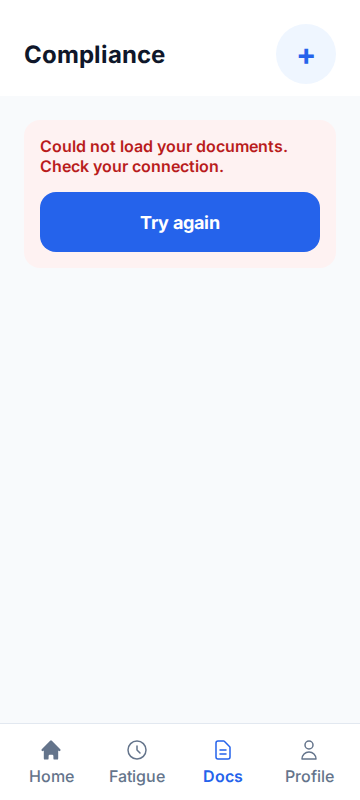 Compliance
+
Could not load your documents.
Check your connection.
Try again
Home
Fatigue
Docs
Profile